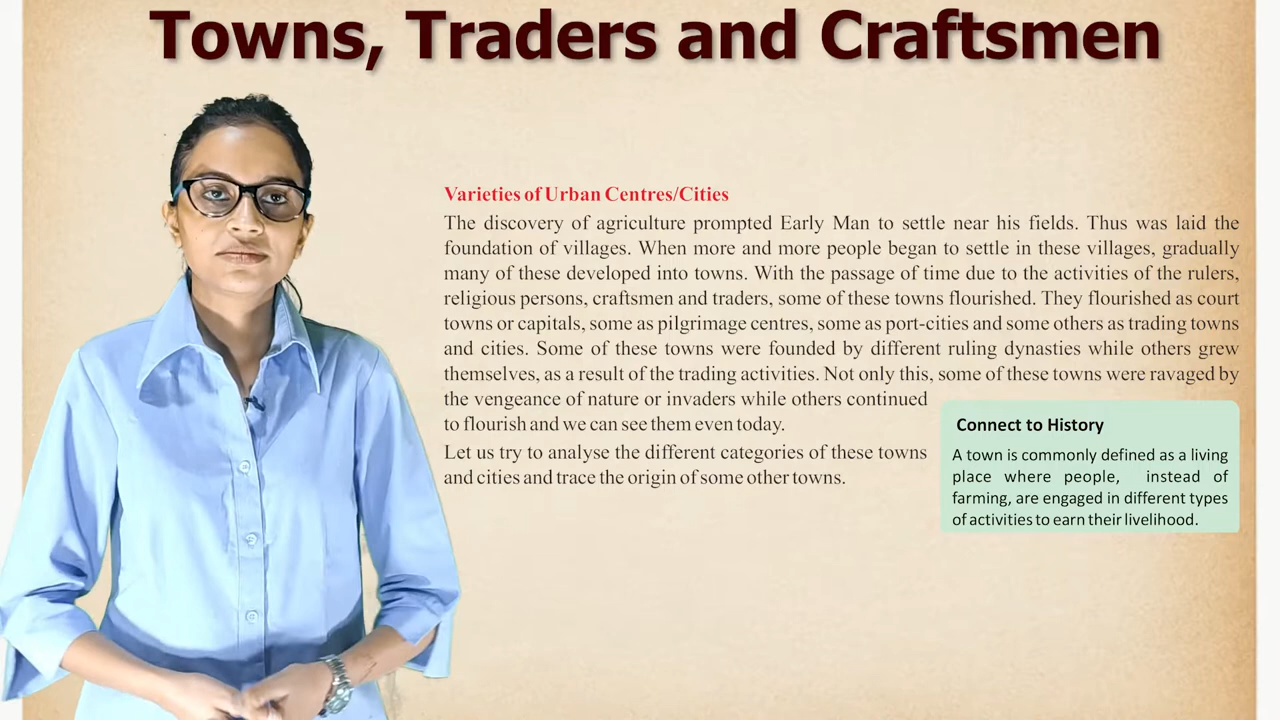 Towns, Traders and Craftsmen
Varieties of Urban Centres/Cities
The discovery of agriculture prompted Early Man to settle near his fields. Thus was laid the
foundation of villages. When more and more people began to settle in these villages, gradually
many of these developed into towns. With the passage of time due to the activities of the rulers,
religious persons, craftsmen and traders, some of these towns flourished. They flourished as court
towns or capitals, some as pilgrimage centres, some as port-cities and some others as trading towns
and cities. Some of these towns were founded by different ruling dynasties while others grew
themselves, as a result of the trading activities. Not only this, some of these towns were ravaged by
the vengeance of nature or invaders while others continued
to flourish and we can see them even today.
Let us try to analyse the different categories of these towns
and cities and trace the origin of some other towns.
Connect to History
A town is commonly defined as a living
place where people, instead of
farming, are engaged in different types
of activities to earn their livelihood.